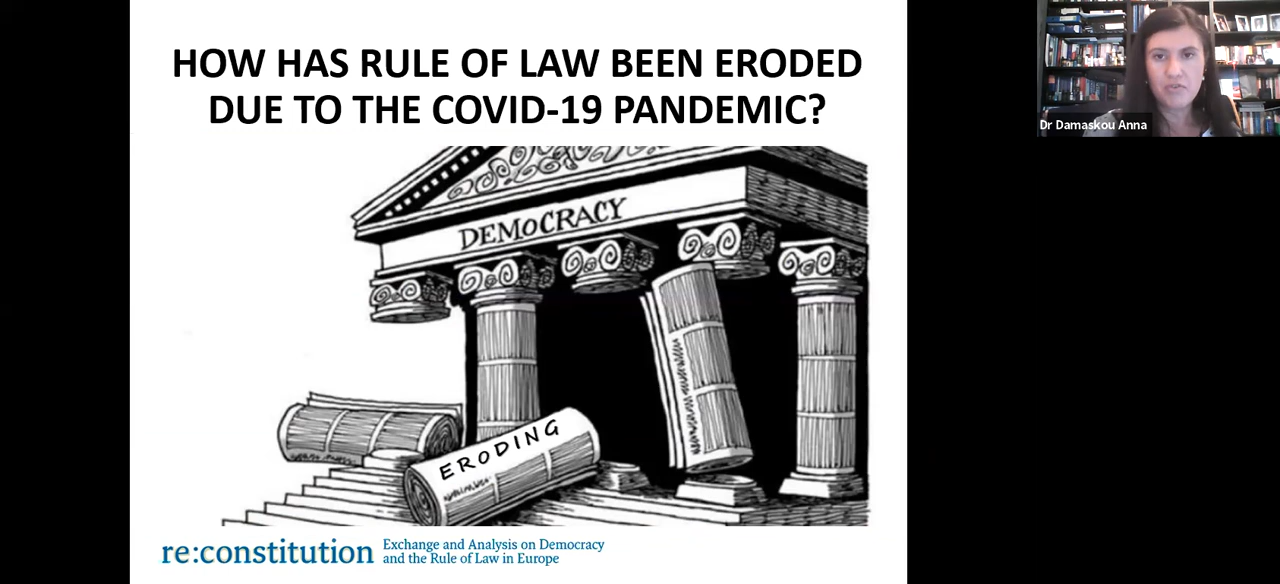 HOW HAS RULE OF LAW BEEN ERODED
DUE TO THE COVID-19 PANDEMIC?
DEMOCRACY
ERODING
re:constitution
Exchange and Analysis on Democracy
and the Rule of Law in Europe
Dr Damaskou Anna